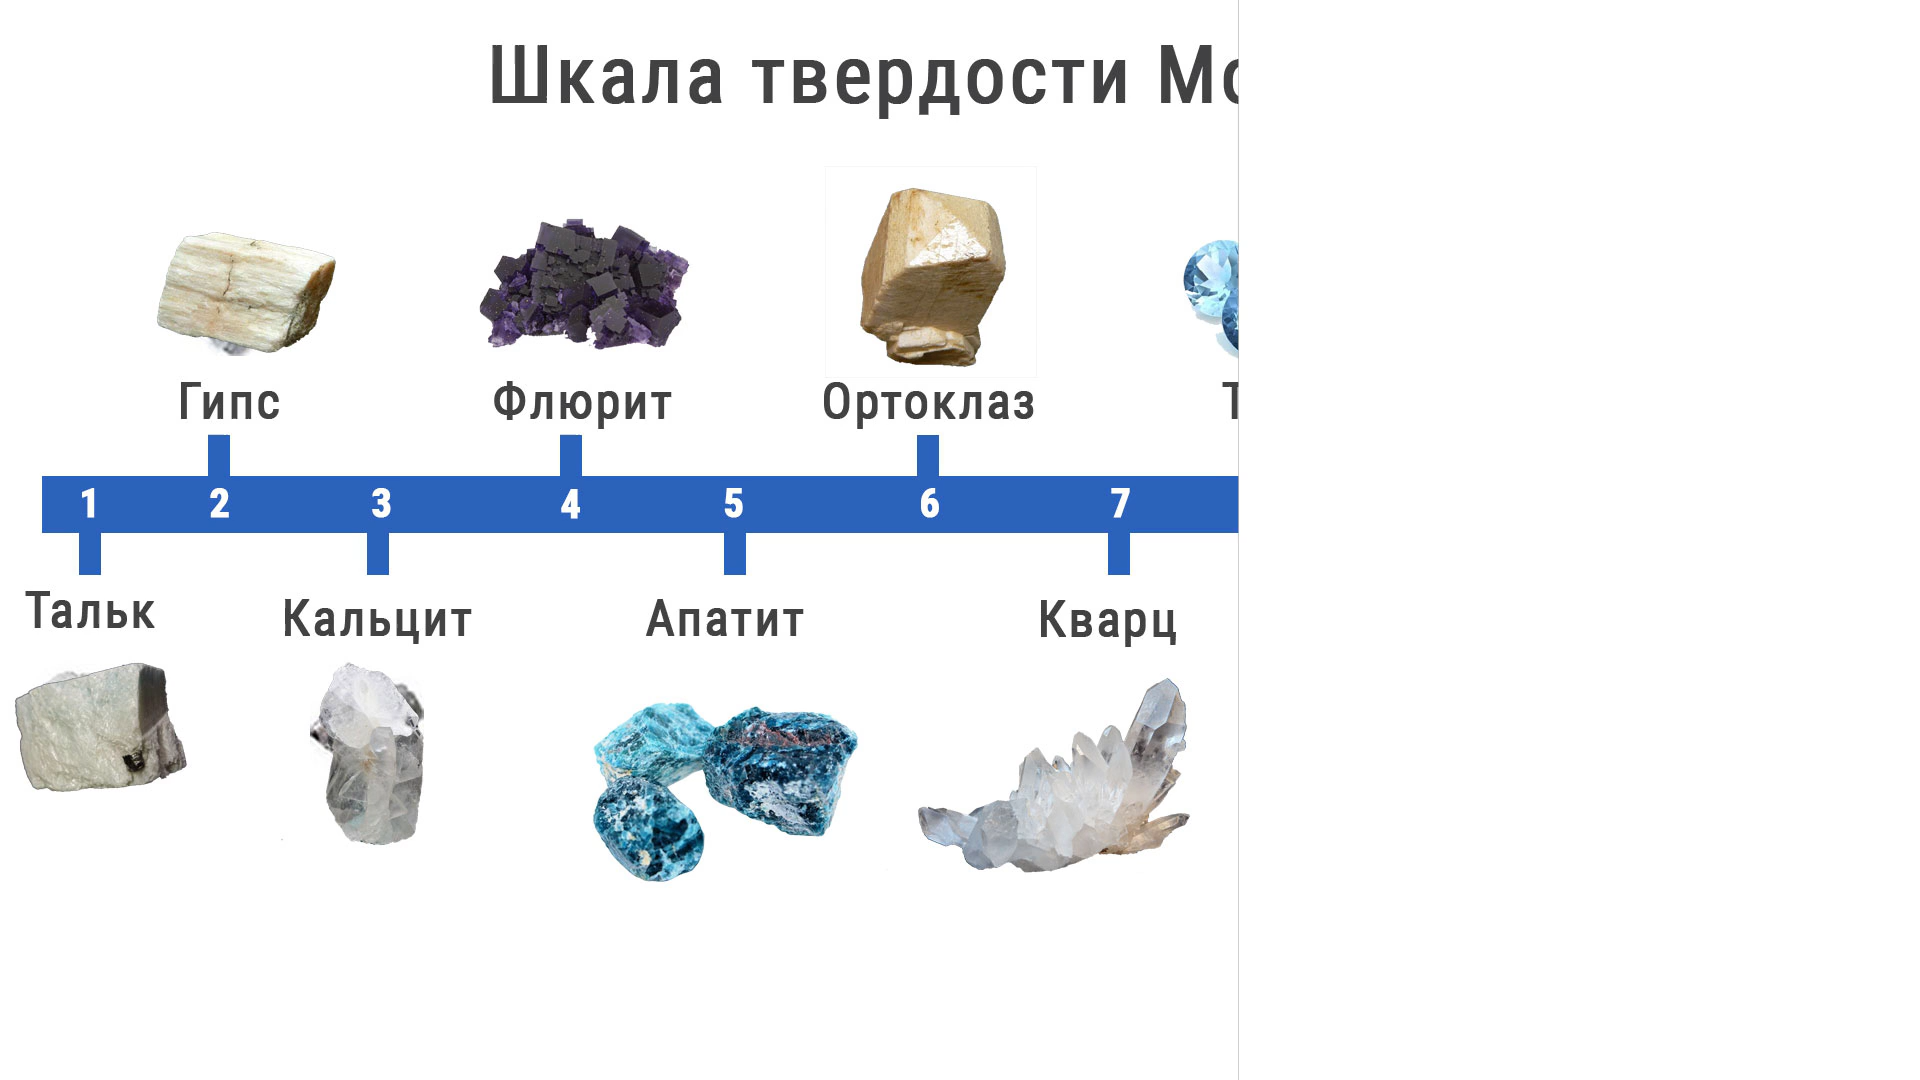 Шкала твердости
Гипс Флюрит Ортоклаз
1 2 3 4 5 6 7
Тальк Кальцит Апатит Кварц